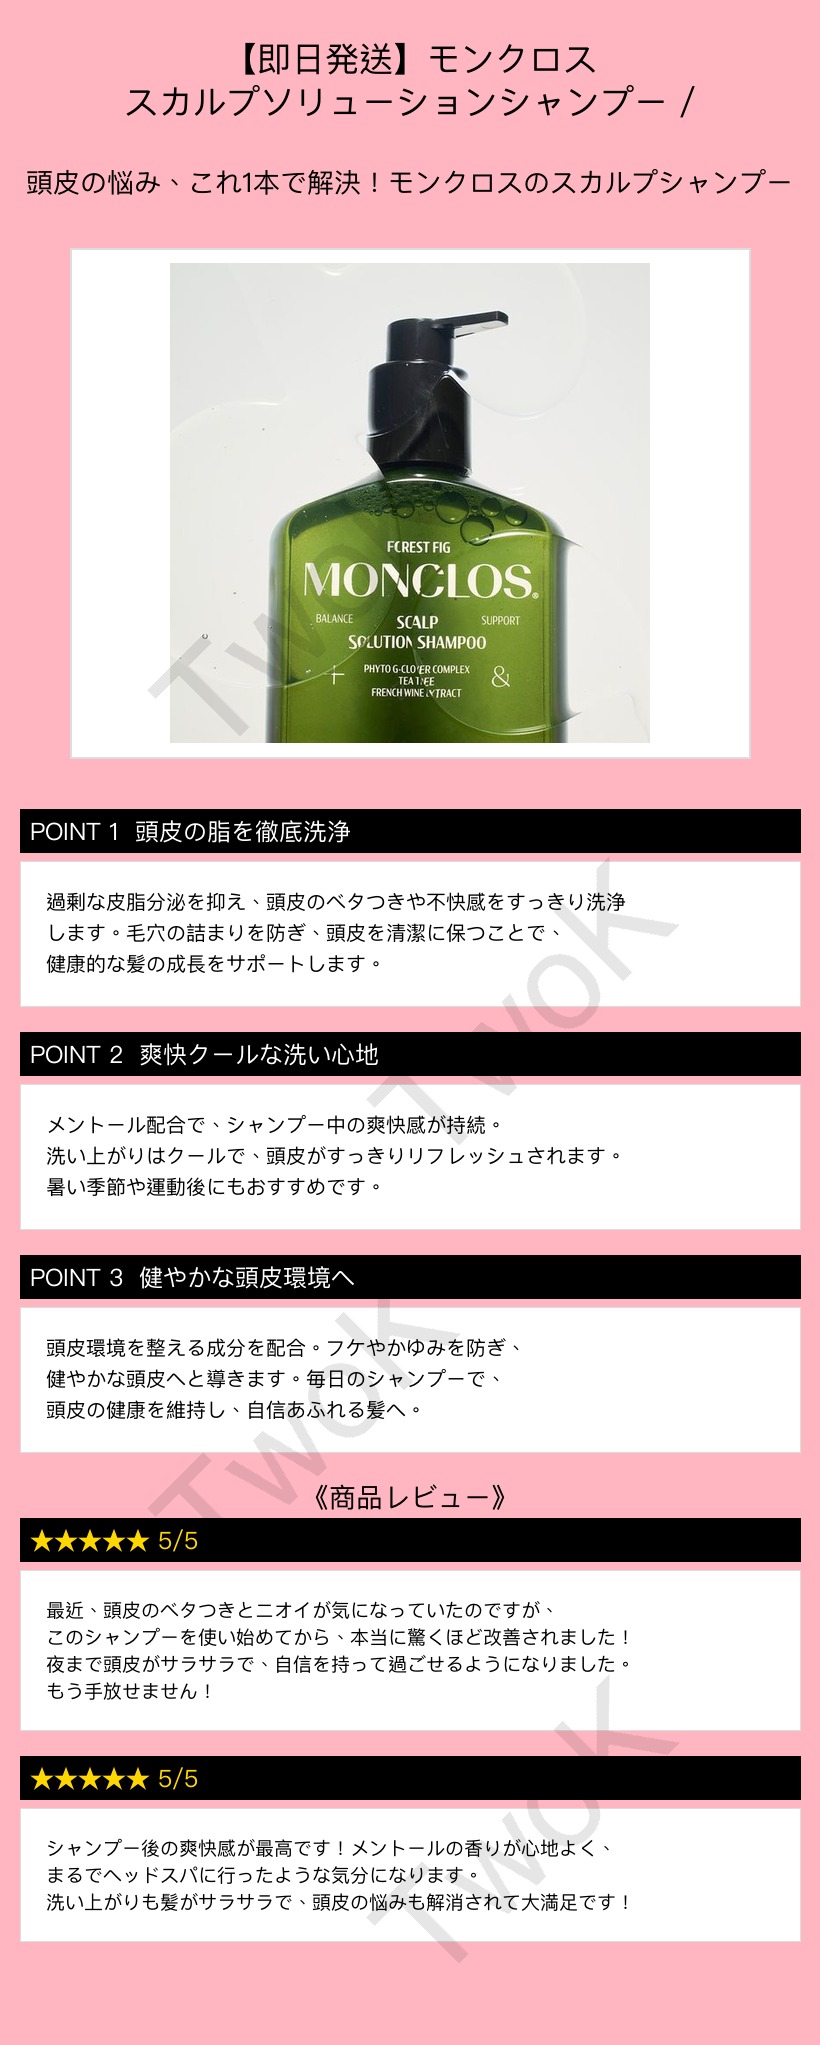 【即日発送】モンクロス
スカルプソリューションシャンプー /
頭皮の悩み、これ1本で解決！モンクロスのスカルプシャンプー
FOREST FIG
MONCLOS®
BALANCE
SCALP
SUPPORT
SOLUTION SHAMPOO
PHYTO G-CLOVER COMPLEX
+
TEA TREE
&
FRENCH WINE EXTRACT
TwoK
POINT 1 頭皮の脂を徹底洗浄
過剰な皮脂分泌を抑え、頭皮のベタつきや不快感をすっきり洗浄
します。毛穴の詰まりを防ぎ、頭皮を清潔に保つことで、
健康的な髪の成長をサポートします。
TwoK
POINT 2 爽快クールな洗い心地
メントール配合で、シャンプー中の爽快感が持続。
洗い上がりはクールで、頭皮がすっきりリフレッシュされます。
暑い季節や運動後にもおすすめです。
POINT 3 健やかな頭皮環境へ
頭皮環境を整える成分を配合。フケやかゆみを防ぎ、
健やかな頭皮へと導きます。毎日のシャンプーで、
頭皮の健康を維持し、自信あふれる髪へ。
TwoK
《商品レビュー》
★★★★★ 5/5
最近、頭皮のベタつきとニオイが気になっていたのですが、
このシャンプーを使い始めてから、本当に驚くほど改善されました！
夜まで頭皮がサラサラで、自信を持って過ごせるようになりました。
もう手放せません！
★★★★★ 5/5
シャンプー後の爽快感が最高です！メントールの香りが心地よく、
まるでヘッドスパに行ったような気分になります。
洗い上がりも髪がサラサラで、頭皮の悩みも解消されて大満足です！
TwoK